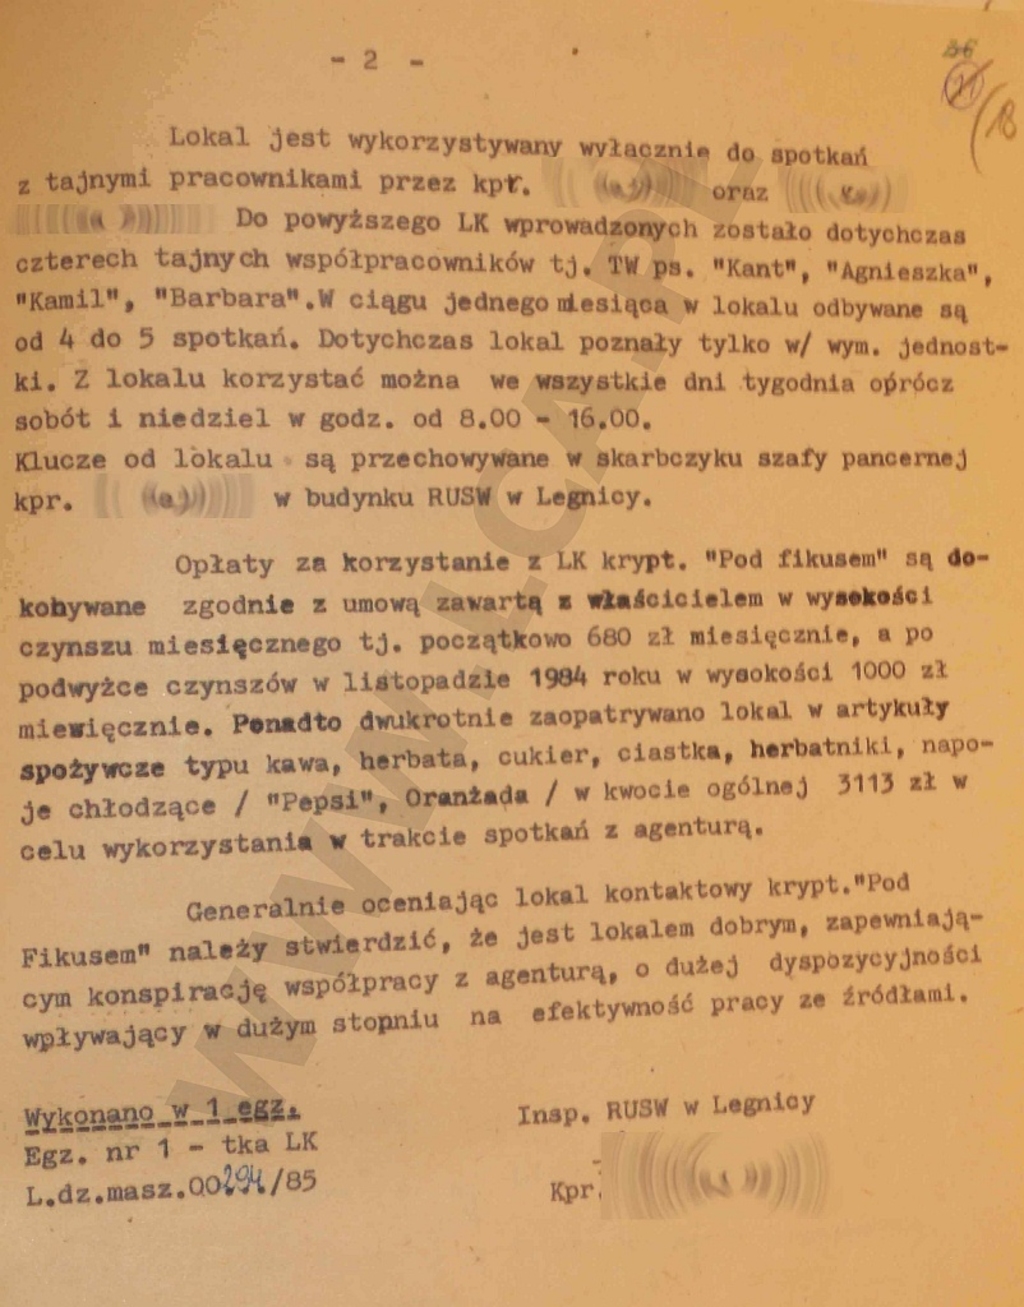 - 2 -
36
11
18
Lokal jest wykorzystywany wyłącznie do spotkań
z tajnymi pracownikami przez kpr. oraz
Do powyższego LK wprowadzonych zostało dotychczas
czterech tajnych współpracowników tj. TW ps. "Kant", "Agnieszka",
"Kamil", "Barbara".W ciągu jednego miesiąca w lokalu odbywane są
od 4 do 5 spotkań. Dotychczas lokal poznały tylko w/ wym. jednost-
ki. Z lokalu korzystać można we wszystkie dni tygodnia oprócz
sobót i niedziel w godz. od 8.00 - 16.00.
Klucze od lokalu są przechowywane w skarbczyku szafy pancernej
kpr. w budynku RUSW w Legnicy.
Opłaty za korzystanie z LK krypt. "Pod fikusem" są do-
kohywane zgodnie z umową zawartą z właścicielem w wysokości
czynszu miesięcznego tj. początkowo 680 zł miesięcznie, a po
podwyżce czynszów w listopadzie 1984 roku w wysokości 1000 zł
miewięcznie. Ponadto dwukrotnie zaopatrywano lokal w artykuły
spożywcze typu kawa, herbata, cukier, ciastka, herbatniki, napo-
je chłodzące / "Pepsi", Oranżada / w kwocie ogólnej 3113 zł w
celu wykorzystania w trakcie spotkań z agenturą.
Generalnie oceniając lokal kontaktowy krypt."Pod
Fikusem" należy stwierdzić, że jest lokalem dobrym, zapewniają-
cym konspirację współpracy z agenturą, o dużej dyspozycyjności
wpływający w dużym stopniu na efektywność pracy ze źródłami.
Wykonano w 1 egz.
Egz. nr 1 - tka LK
L.dz.masz.00294./85
Insp. RUSW w Legnicy
Kpr.
WWW.LCA.PL